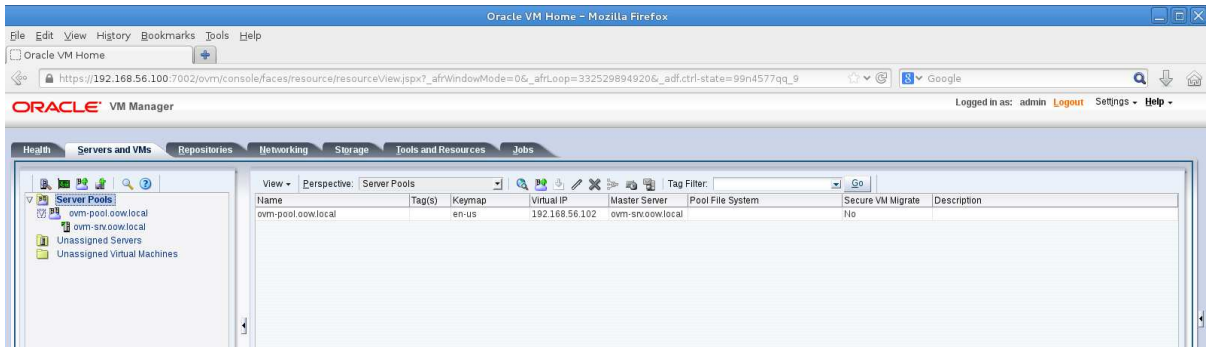 Oracle VM Home - Mozilla Firefox
File Edit View History Bookmarks Tools Help
Oracle VM Home
https://192.168.56.100:7002/ovm/console/faces/resource/resourceView.jspx?_afrWindowMode=0&_afrLoop=332529894920&_adf.ctrl-state=99n4577qq_9 Google
ORACLE VM Manager Logged in as: admin Logout Settings Help
Health Servers and VMs Repositories Networking Storage Tools and Resources Jobs
View Perspective: Server Pools Tag Filter: Go
Server Pools
ovm-pool.oow.local
ovm-srv.oow.local
Unassigned Servers
Unassigned Virtual Machines
Name Tag(s) Keymap Virtual IP Master Server Pool File System Secure VM Migrate Description
ovm-pool.oow.local en-us 192.168.56.102 ovm-srv.oow.local No